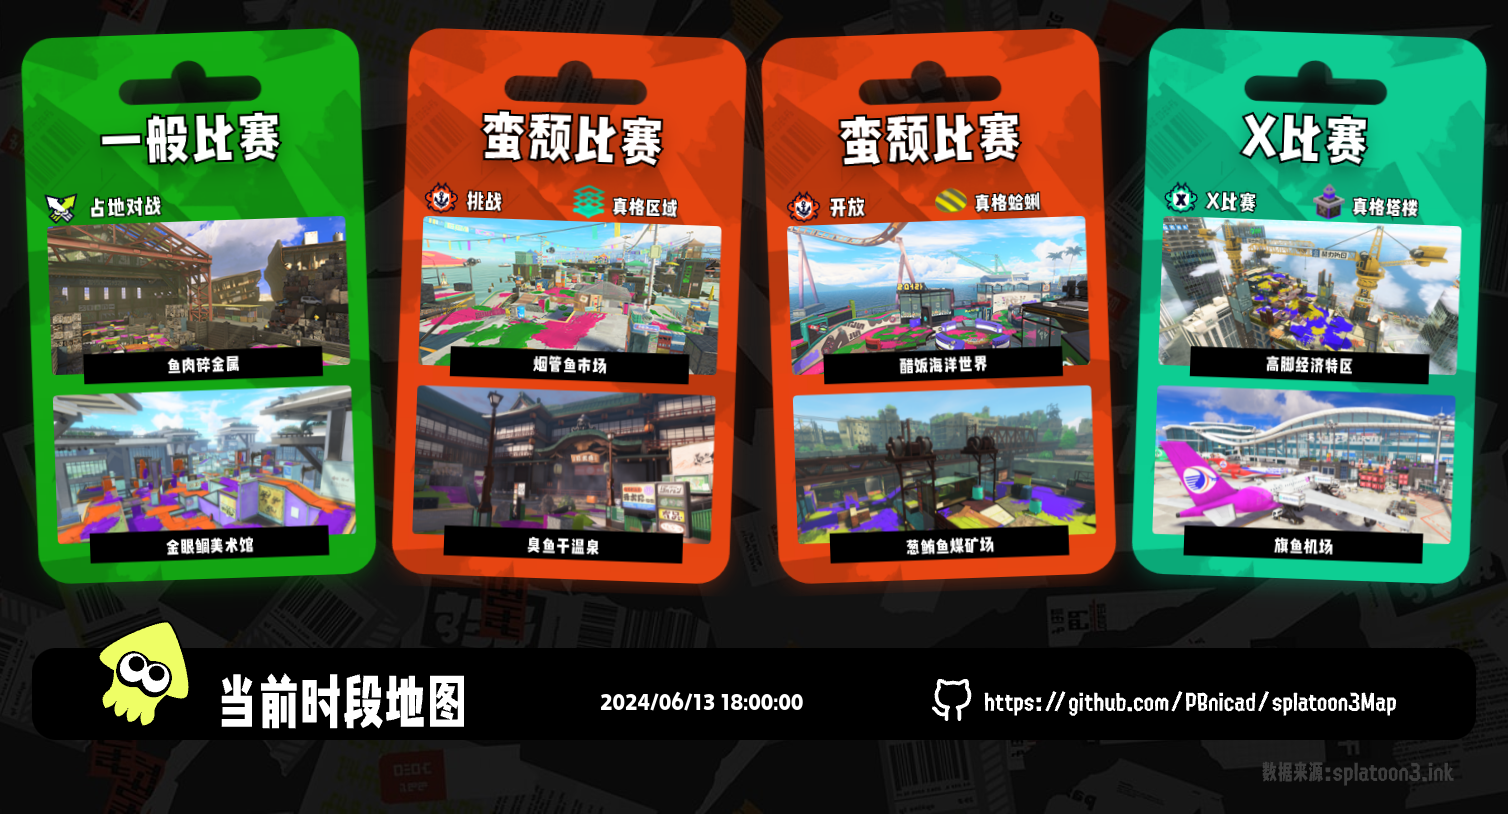 一般比赛
占地对战
鱼肉碎金属
金眼鲷美术馆
蛮颓比赛
挑战
真格区域
烟管鱼市场
臭鱼干温泉
蛮颓比赛
开放
真格蛤蜊
醋饭海洋世界
葱鲔鱼煤矿场
X比赛
X比赛
真格塔楼
高脚经济特区
旗鱼机场
当前时段地图
2024/06/13 18:00:00
https://github.com/PBnicad/splatoon3Map
数据来源:splatoon3.ink